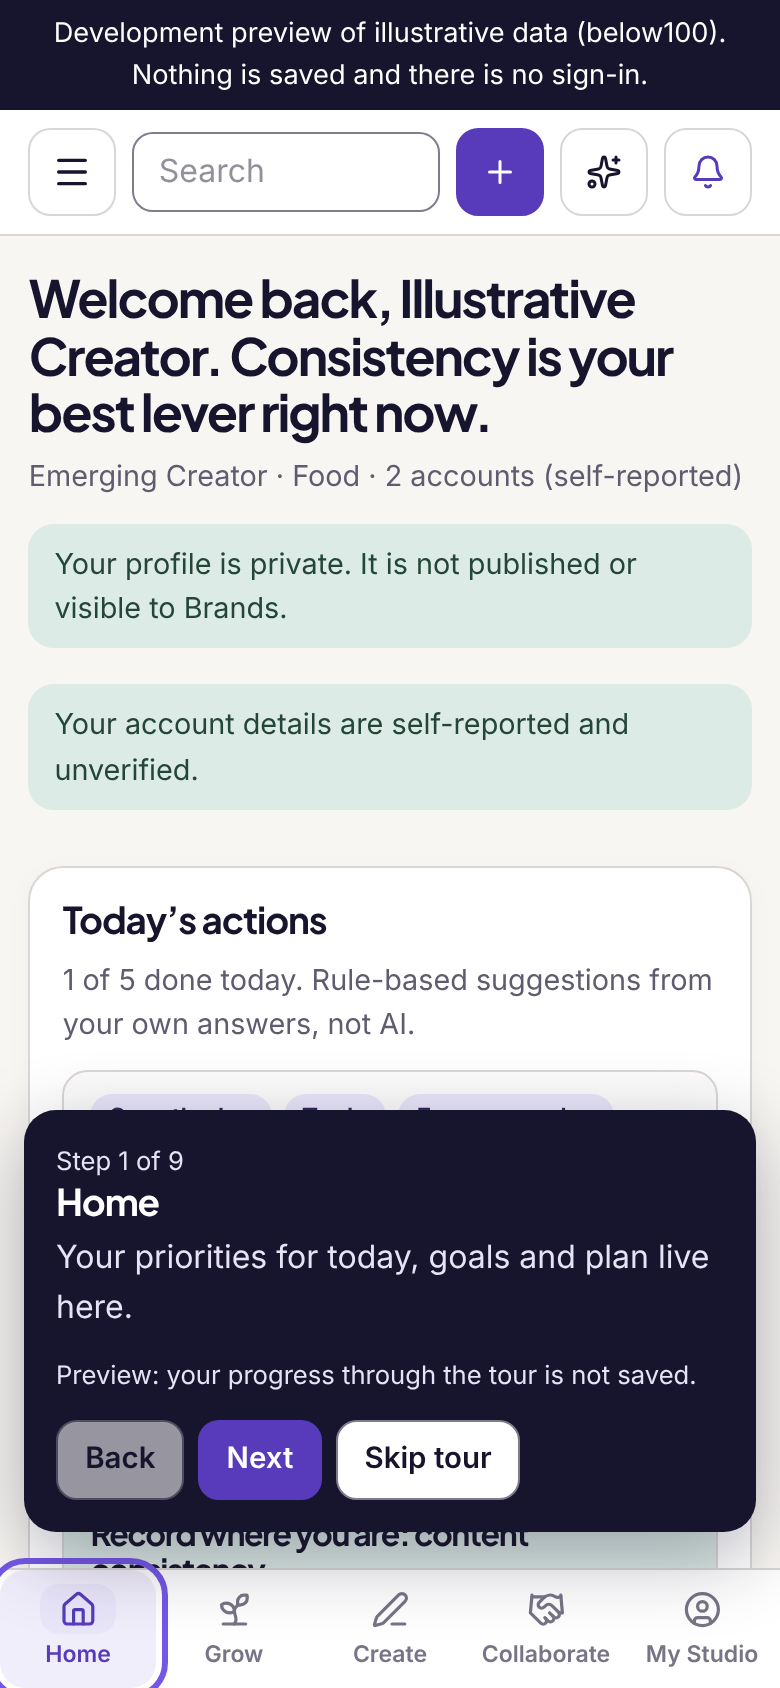 Development preview of illustrative data (below100).
Nothing is saved and there is no sign-in.
Search
Welcome back, Illustrative
Creator. Consistency is your
best lever right now.
Emerging Creator · Food · 2 accounts (self-reported)
Your profile is private. It is not published or
visible to Brands.
Your account details are self-reported and
unverified.
Today’s actions
1 of 5 done today. Rule-based suggestions from
your own answers, not AI.
Step 1 of 9
Home
Your priorities for today, goals and plan live
here.
Preview: your progress through the tour is not saved.
Back Next Skip tour
Record where you are: content
consistency
Home Grow Create Collaborate My Studio